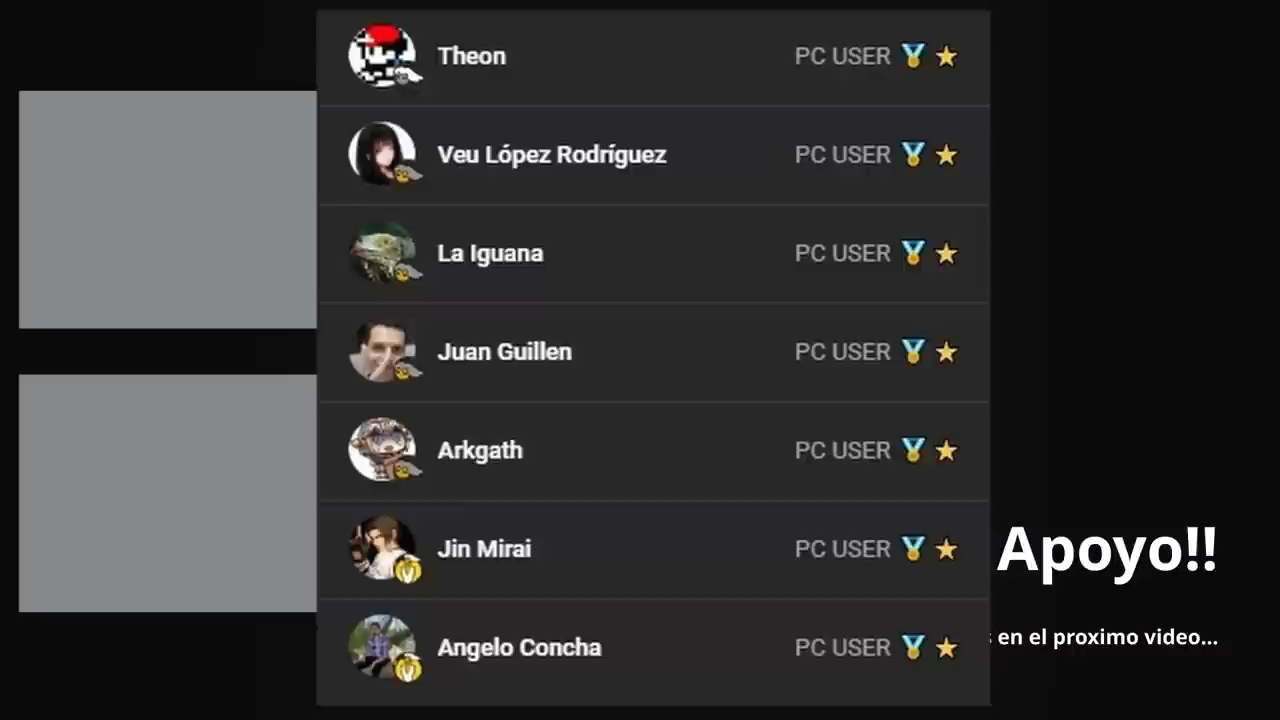 Theon PC USER 🏅⭐
Veu López Rodríguez PC USER 🏅⭐
La Iguana PC USER 🏅⭐
Juan Guillen PC USER 🏅⭐
Arkgath PC USER 🏅⭐
Jin Mirai PC USER 🏅⭐
Angelo Concha PC USER 🏅⭐
Apoyo!!
en el proximo video...